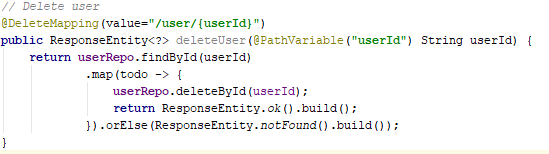 // Delete user
@DeleteMapping(value="/user/{userId}")
public ResponseEntity<?> deleteUser(@PathVariable("userId") String userId) {
    return userRepo.findById(userId)
            .map(todo -> {
                userRepo.deleteById(userId);
                return ResponseEntity.ok().build();
            }).orElse(ResponseEntity.notFound().build());
}